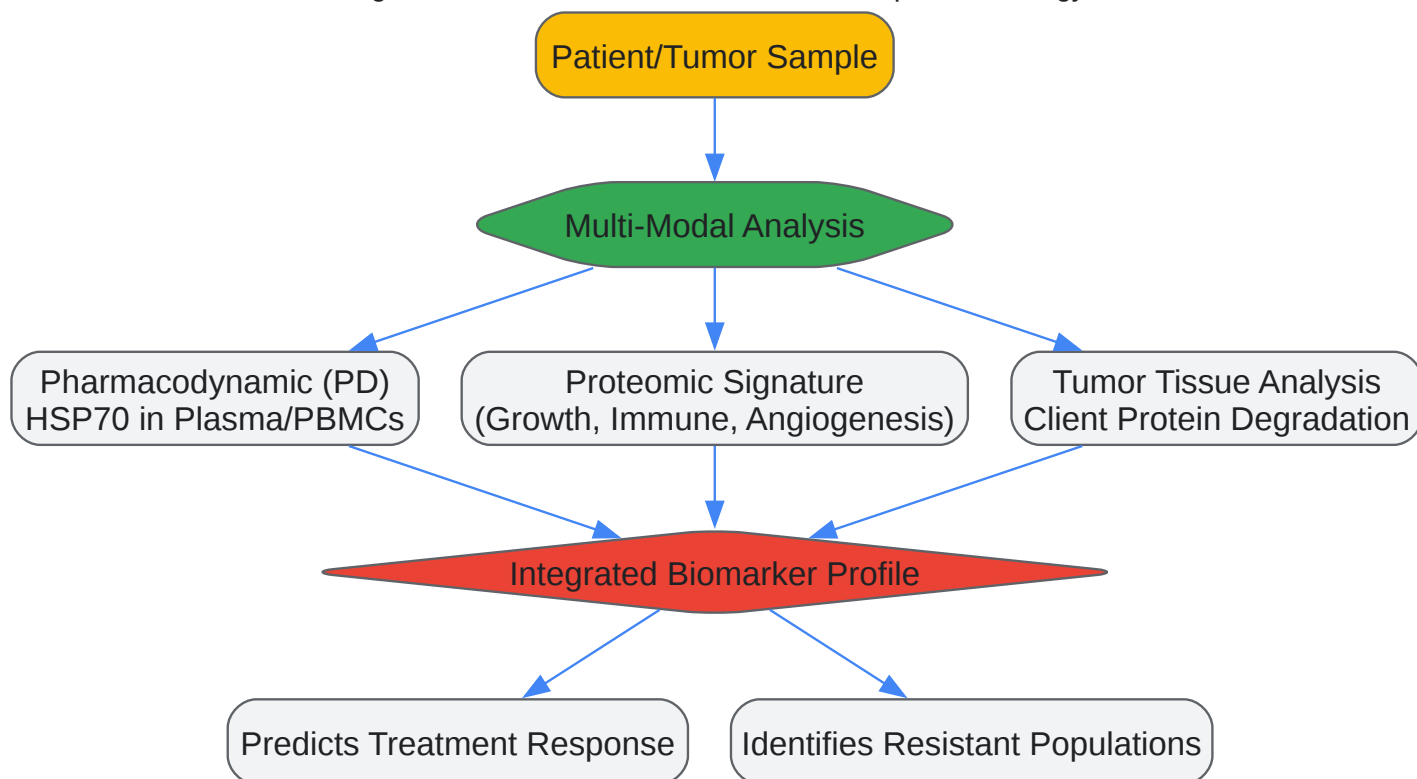 Patient/Tumor Sample
Multi-Modal Analysis
Pharmacodynamic (PD)
HSP70 in Plasma/PBMCs
Proteomic Signature
(Growth, Immune, Angiogenesis)
Tumor Tissue Analysis
Client Protein Degradation
Integrated Biomarker Profile
Predicts Treatment Response
Identifies Resistant Populations